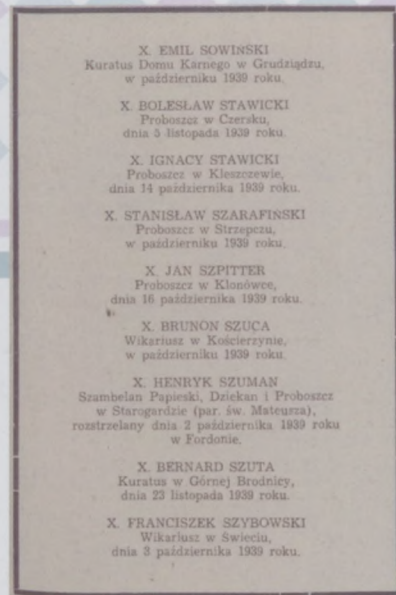 X. EMIL SOWIŃSKI
Kuratus Domu Karnego w Grudziądzu,
w październiku 1939 roku.
X. BOLESŁAW STAWICKI
Proboszcz w Czersku,
dnia 5 listopada 1939 roku.
X. IGNACY STAWICKI
Proboszcz w Kleszczewie,
dnia 14 października 1939 roku.
X. STANISŁAW SZARAFIŃSKI
Proboszcz w Strzepczu,
w październiku 1939 roku.
X. JAN SZPITTER
Proboszcz w Klonówce,
dnia 16 października 1939 roku.
X. BRUNON SZUCA
Wikariusz w Kościerzynie,
w październiku 1939 roku.
X. HENRYK SZUMAN
Szambelan Papieski, Dziekan i Proboszcz
w Starogardzie (par. św. Mateusza),
rozstrzelany dnia 2 października 1939 roku
w Fordonie.
X. BERNARD SZUTA
Kuratus w Górnej Brodnicy,
dnia 23 listopada 1939 roku.
X. FRANCISZEK SZYBOWSKI
Wikariusz w Świeciu,
dnia 3 października 1939 roku.